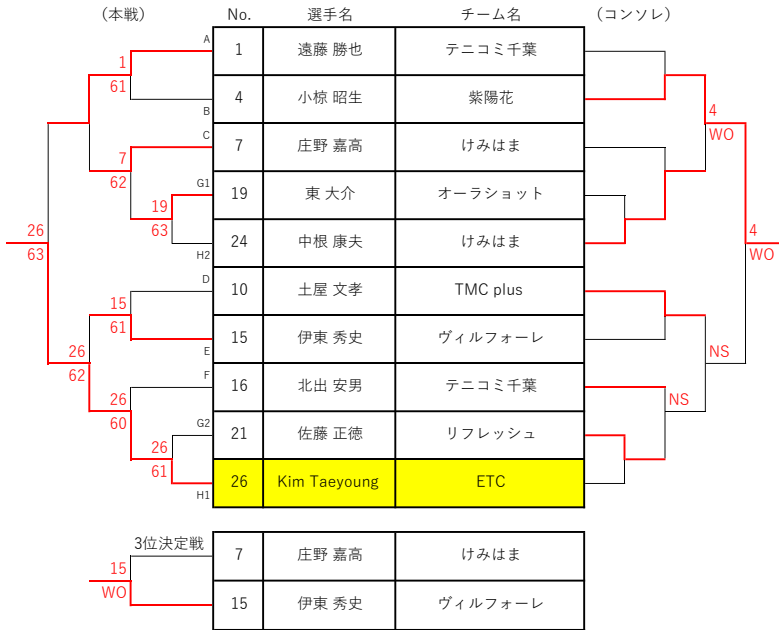 （本戦） No. 選手名 チーム名 （コンソレ）
A 1 遠藤 勝也 テニコミ千葉
1
61
4 小椋 昭生 紫陽花
B
4
WO
C 7 庄野 嘉高 けみはま
7
62
G1 19 東 大介 オーラショット
19
63
26
63
24 中根 康夫 けみはま
H2
4
WO
D 10 土屋 文孝 TMC plus
15
61
15 伊東 秀史 ヴィルフォーレ
E
26
62
NS
F 16 北出 安男 テニコミ千葉
26
60
NS
G2 21 佐藤 正徳 リフレッシュ
26
61
26 Kim Taeyoung ETC
H1
3位決定戦 7 庄野 嘉高 けみはま
15
WO
15 伊東 秀史 ヴィルフォーレ